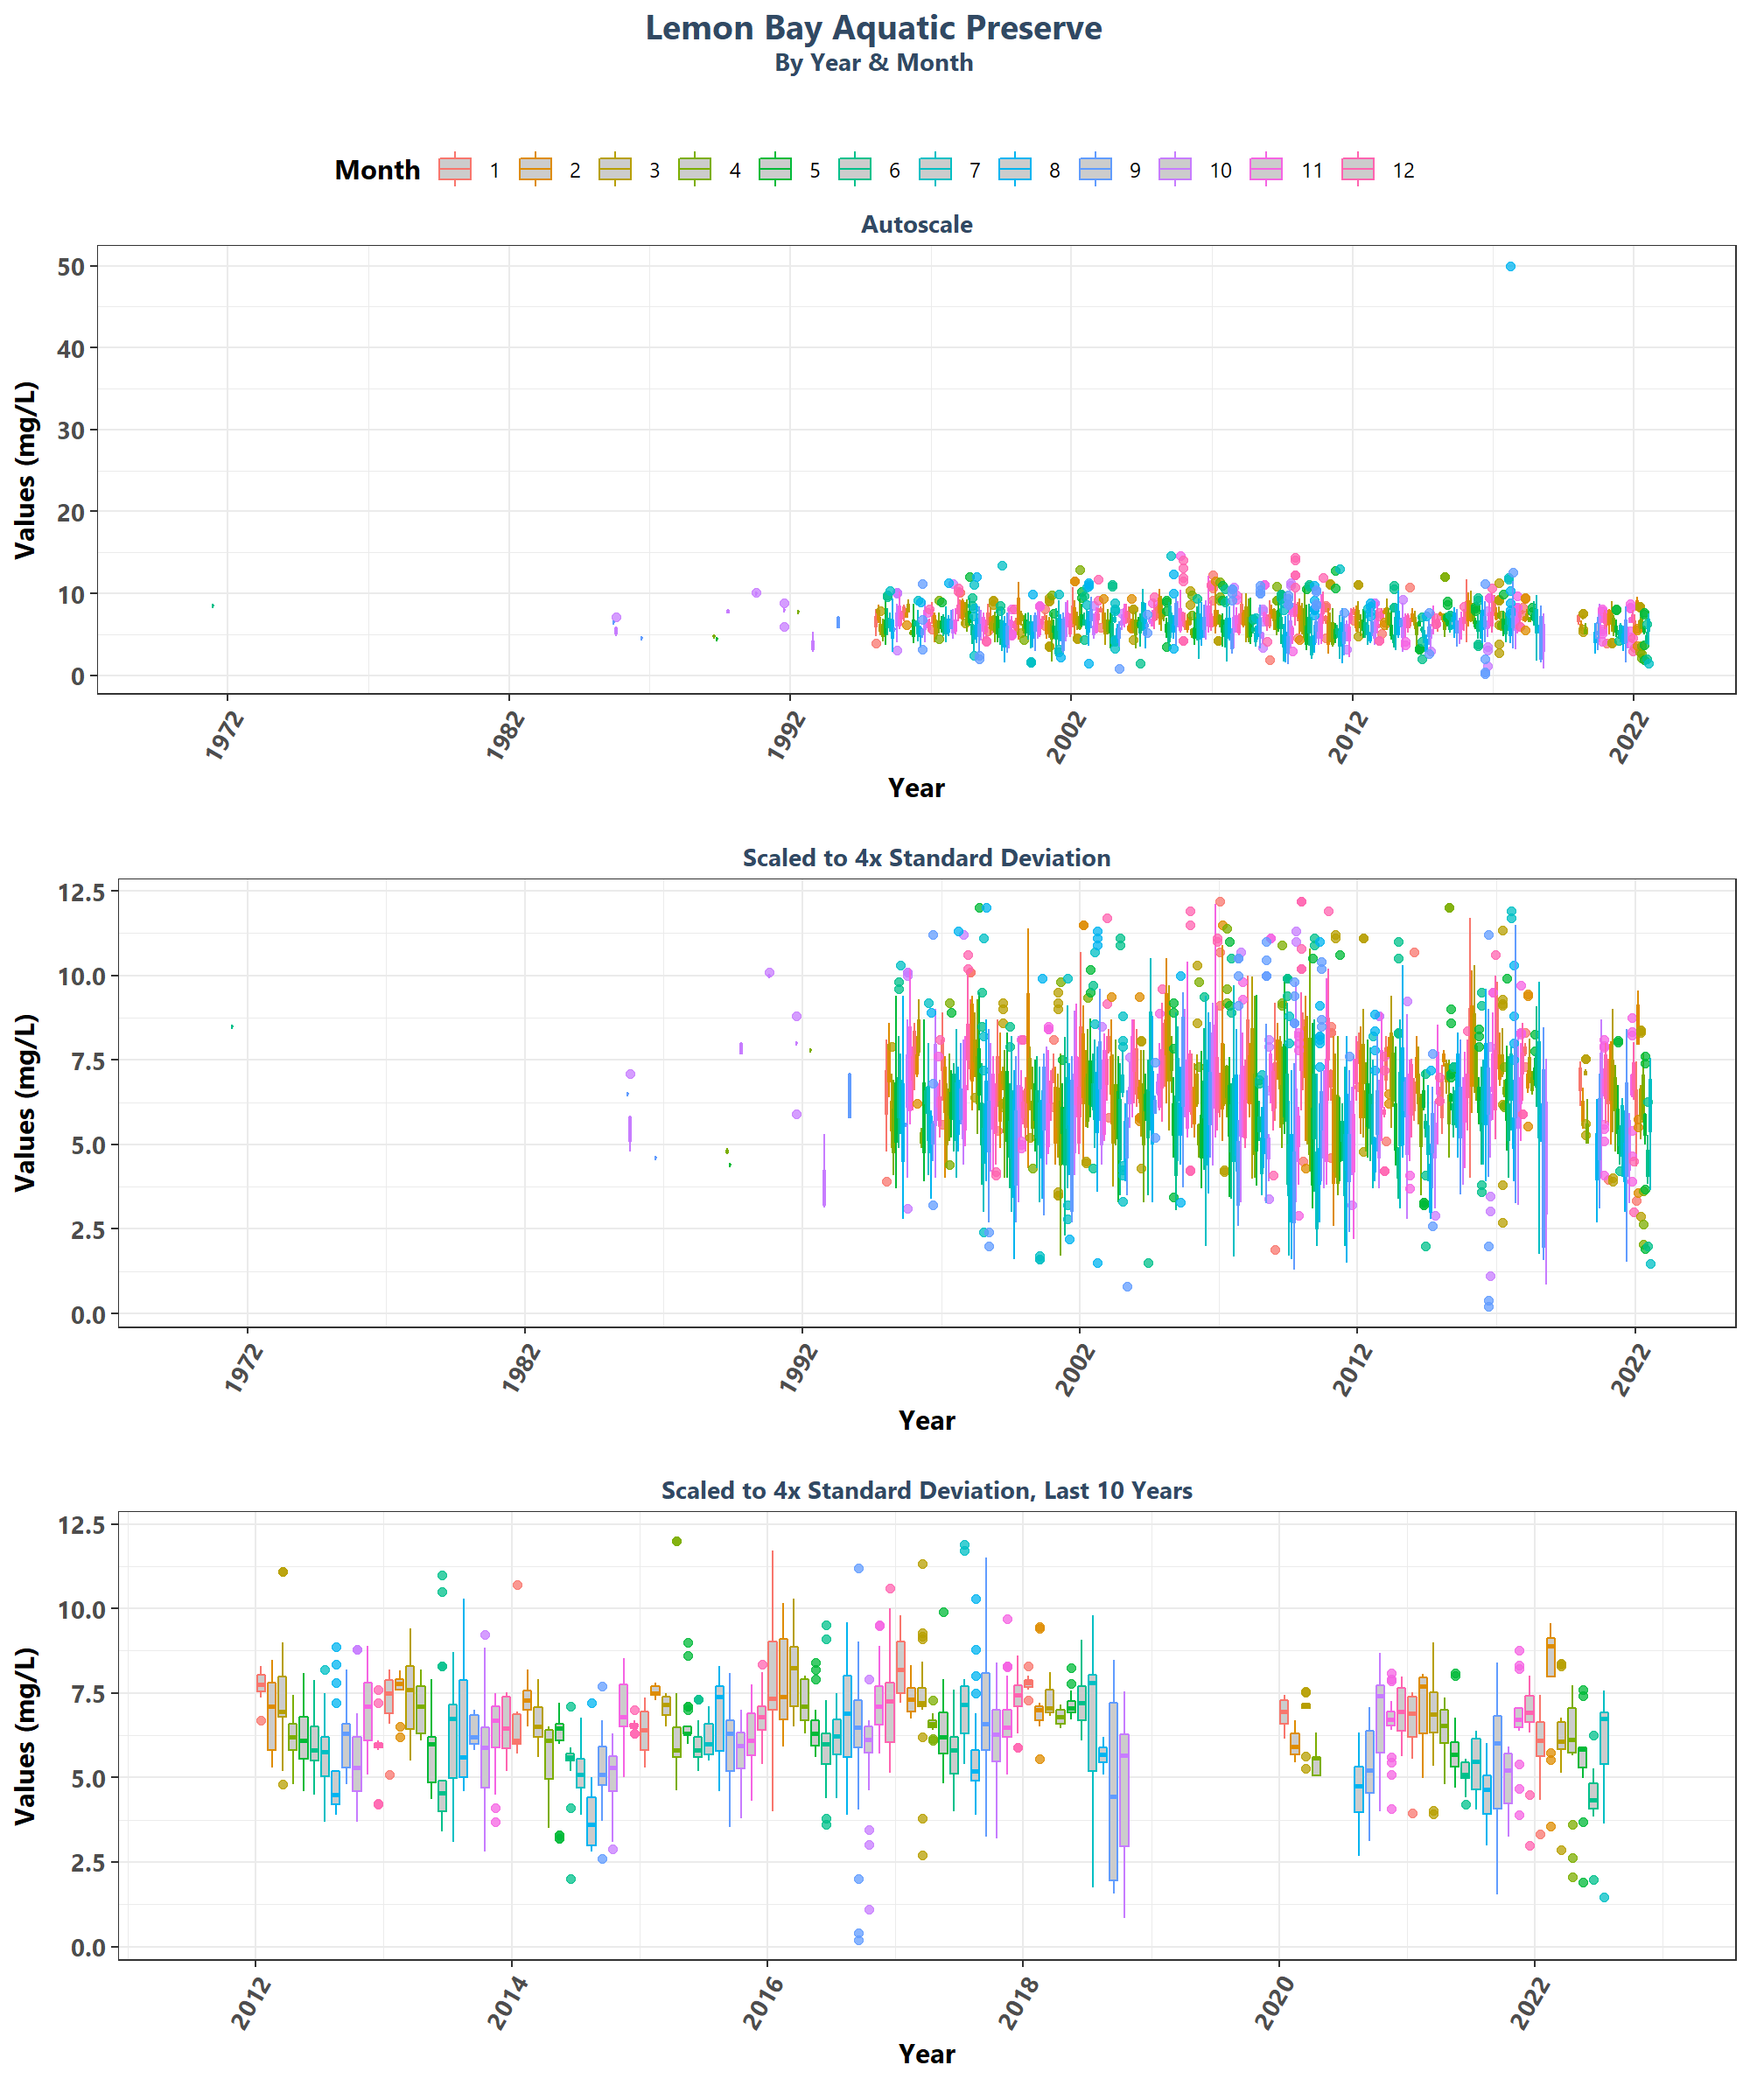 Lemon Bay Aquatic Preserve
By Year & Month
Month 1 2 3 4 5 6 7 8 9 10 11 12
Autoscale
Values (mg/L)
50
40
30
20
10
0
1972 1982 1992 2002 2012 2022
Year
Scaled to 4x Standard Deviation
Values (mg/L)
12.5
10.0
7.5
5.0
2.5
0.0
1972 1982 1992 2002 2012 2022
Year
Scaled to 4x Standard Deviation, Last 10 Years
Values (mg/L)
12.5
10.0
7.5
5.0
2.5
0.0
2012 2014 2016 2018 2020 2022
Year